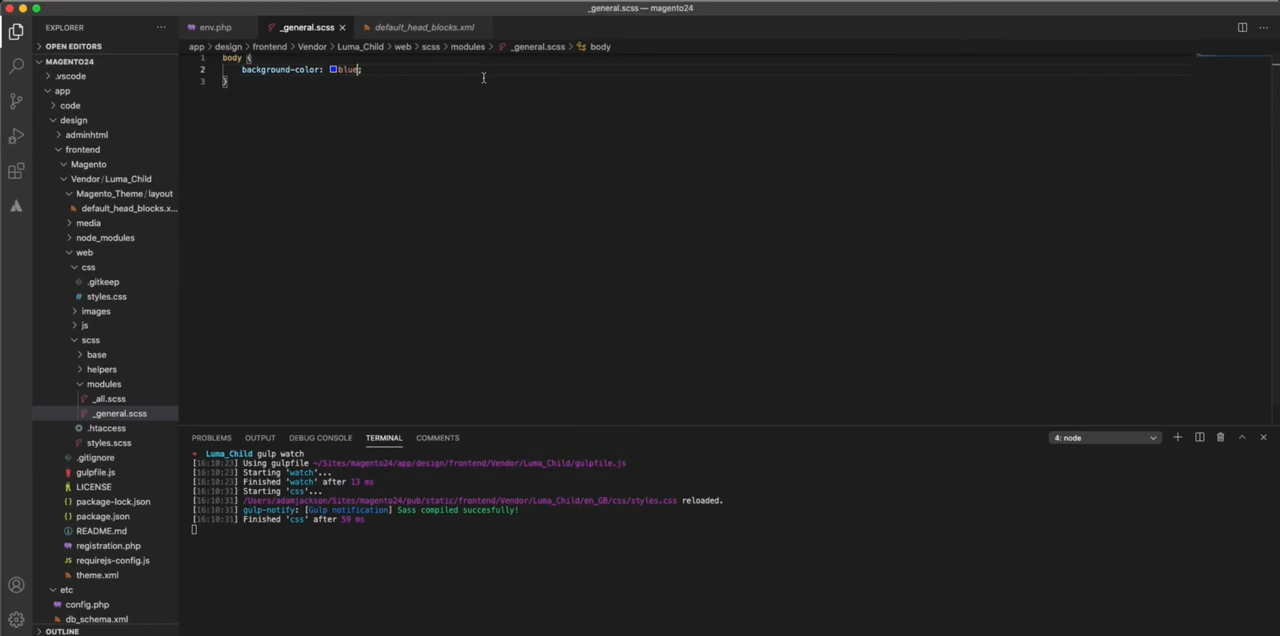 _general.scss — magento24
EXPLORER
env.php
_general.scss
default_head_blocks.xml
OPEN EDITORS
app > design > frontend > Vendor > Luma_Child > web > scss > modules > _general.scss > body
MAGENTO24
.vscode
app
code
design
adminhtml
frontend
Magento
Vendor / Luma_Child
Magento_Theme / layout
default_head_blocks.x...
media
node_modules
web
css
.gitkeep
styles.css
images
js
scss
base
helpers
modules
_all.scss
_general.scss
.htaccess
styles.scss
.gitignore
gulpfile.js
LICENSE
package-lock.json
package.json
README.md
registration.php
requirejs-config.js
theme.xml
etc
config.php
db_schema.xml
OUTLINE
1 body {
2 background-color: blue;
3 }
PROBLEMS OUTPUT DEBUG CONSOLE TERMINAL COMMENTS
4: node
→ Luma_Child gulp watch
[16:10:23] Using gulpfile ~/Sites/magento24/app/design/frontend/Vendor/Luma_Child/gulpfile.js
[16:10:23] Starting 'watch'...
[16:10:23] Finished 'watch' after 13 ms
[16:10:31] Starting 'css'...
[16:10:31] /Users/adamjackson/Sites/magento24/pub/static/frontend/Vendor/Luma_Child/en_GB/css/styles.css reloaded.
[16:10:31] gulp-notify: [Gulp notification] Sass compiled succesfully!
[16:10:31] Finished 'css' after 59 ms